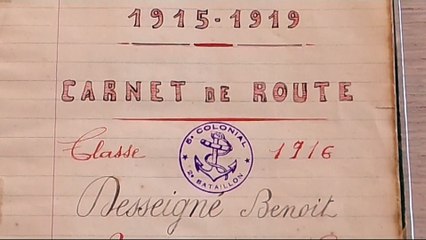 1915-1919
CARNET DE ROUTE
Classe 1916
5e COLONIAL
2e BATAILLON
Desseigné Benoit